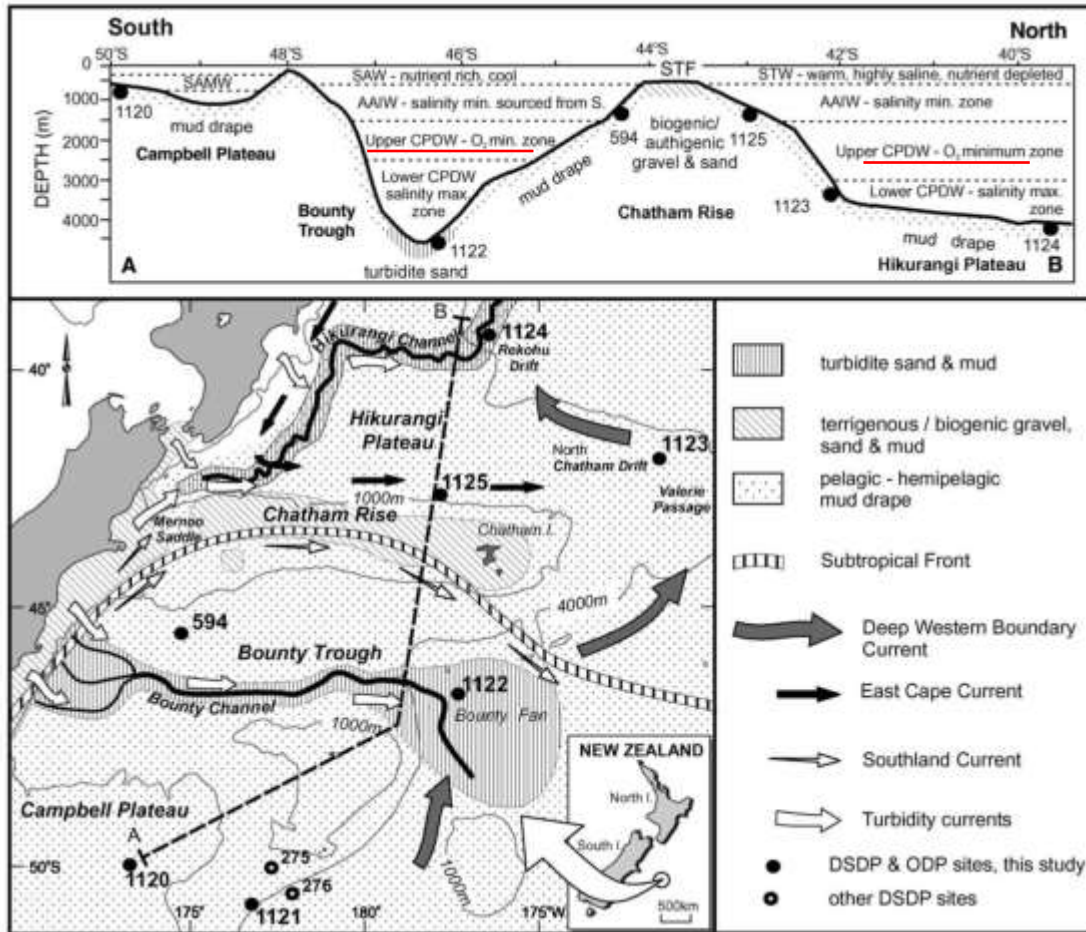 South
North
50°S
48°S
46°S
44°S
42°S
40°S
STF
0
1000
2000
3000
4000
DEPTH (m)
SAMW
SAW - nutrient rich, cool
STW - warm, highly saline, nutrient depleted
1120
mud drape
Campbell Plateau
AAIW - salinity min. sourced from S.
AAIW - salinity min. zone
594
biogenic/
authigenic
gravel & sand
1125
Upper CPDW - O2 min. zone
Upper CPDW - O2 minimum zone
mud drape
Lower CPDW
salinity max.
zone
Lower CPDW - salinity max.
zone
Bounty
Trough
Chatham Rise
1123
1122
turbidite sand
mud drape
1124
Hikurangi Plateau
A
B
B
Hikurangi Channel
1124
Rekohu
Drift
40°
Hikurangi
Plateau
1123
North
Chatham Drift
1125
1000m
Valerie
Passage
Mernoo
Saddle
Chatham Rise
Chatham I.
45°
594
4000m
Bounty Trough
Bounty Channel
1122
Bounty Fan
1000m
NEW ZEALAND
North I.
South I.
500km
Campbell Plateau
A
1120
50°S
275
276
1121
1000m
175°
180°
175°W
turbidite sand & mud
terrigenous / biogenic gravel,
sand & mud
pelagic - hemipelagic
mud drape
Subtropical Front
Deep Western Boundary
Current
East Cape Current
Southland Current
Turbidity currents
DSDP & ODP sites, this study
other DSDP sites